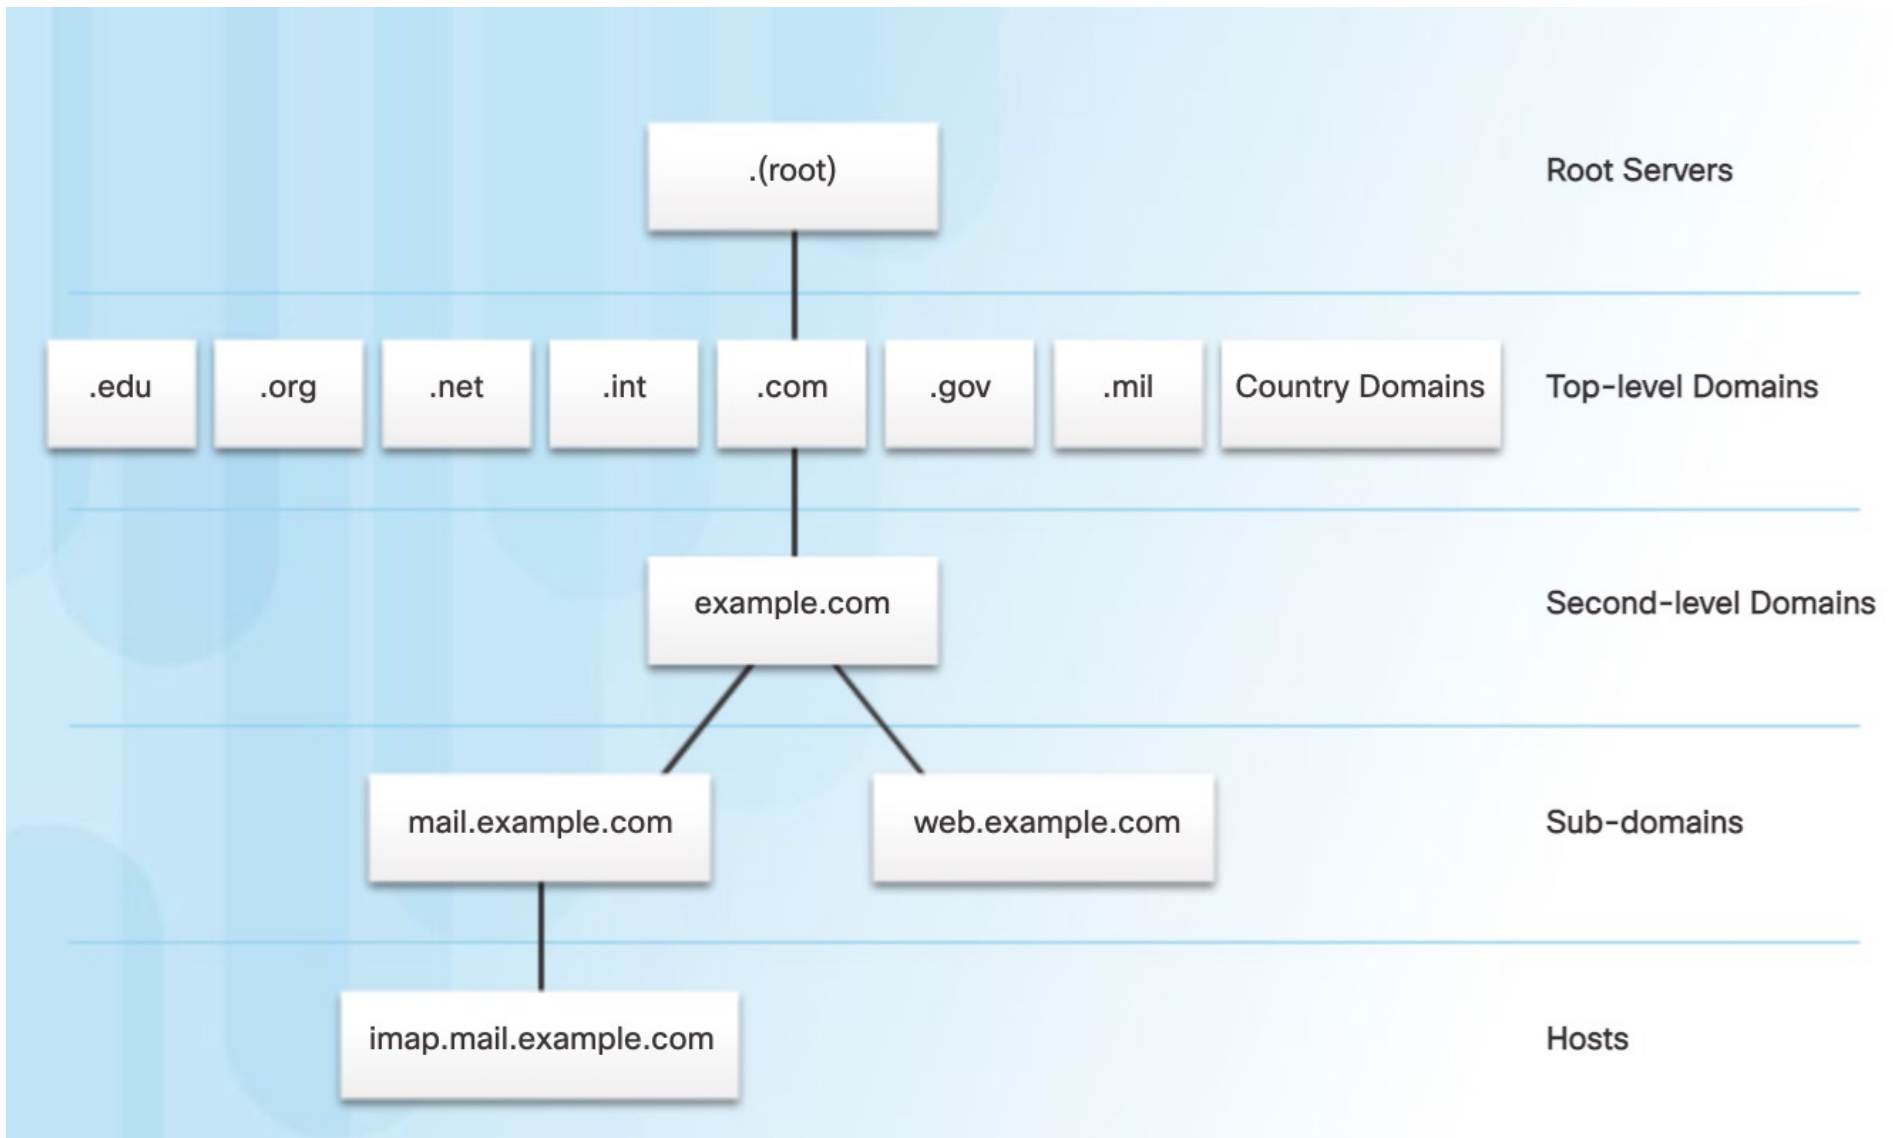 .(root)
Root Servers
.edu
.org
.net
.int
.com
.gov
.mil
Country Domains
Top-level Domains
example.com
Second-level Domains
mail.example.com
web.example.com
Sub-domains
imap.mail.example.com
Hosts